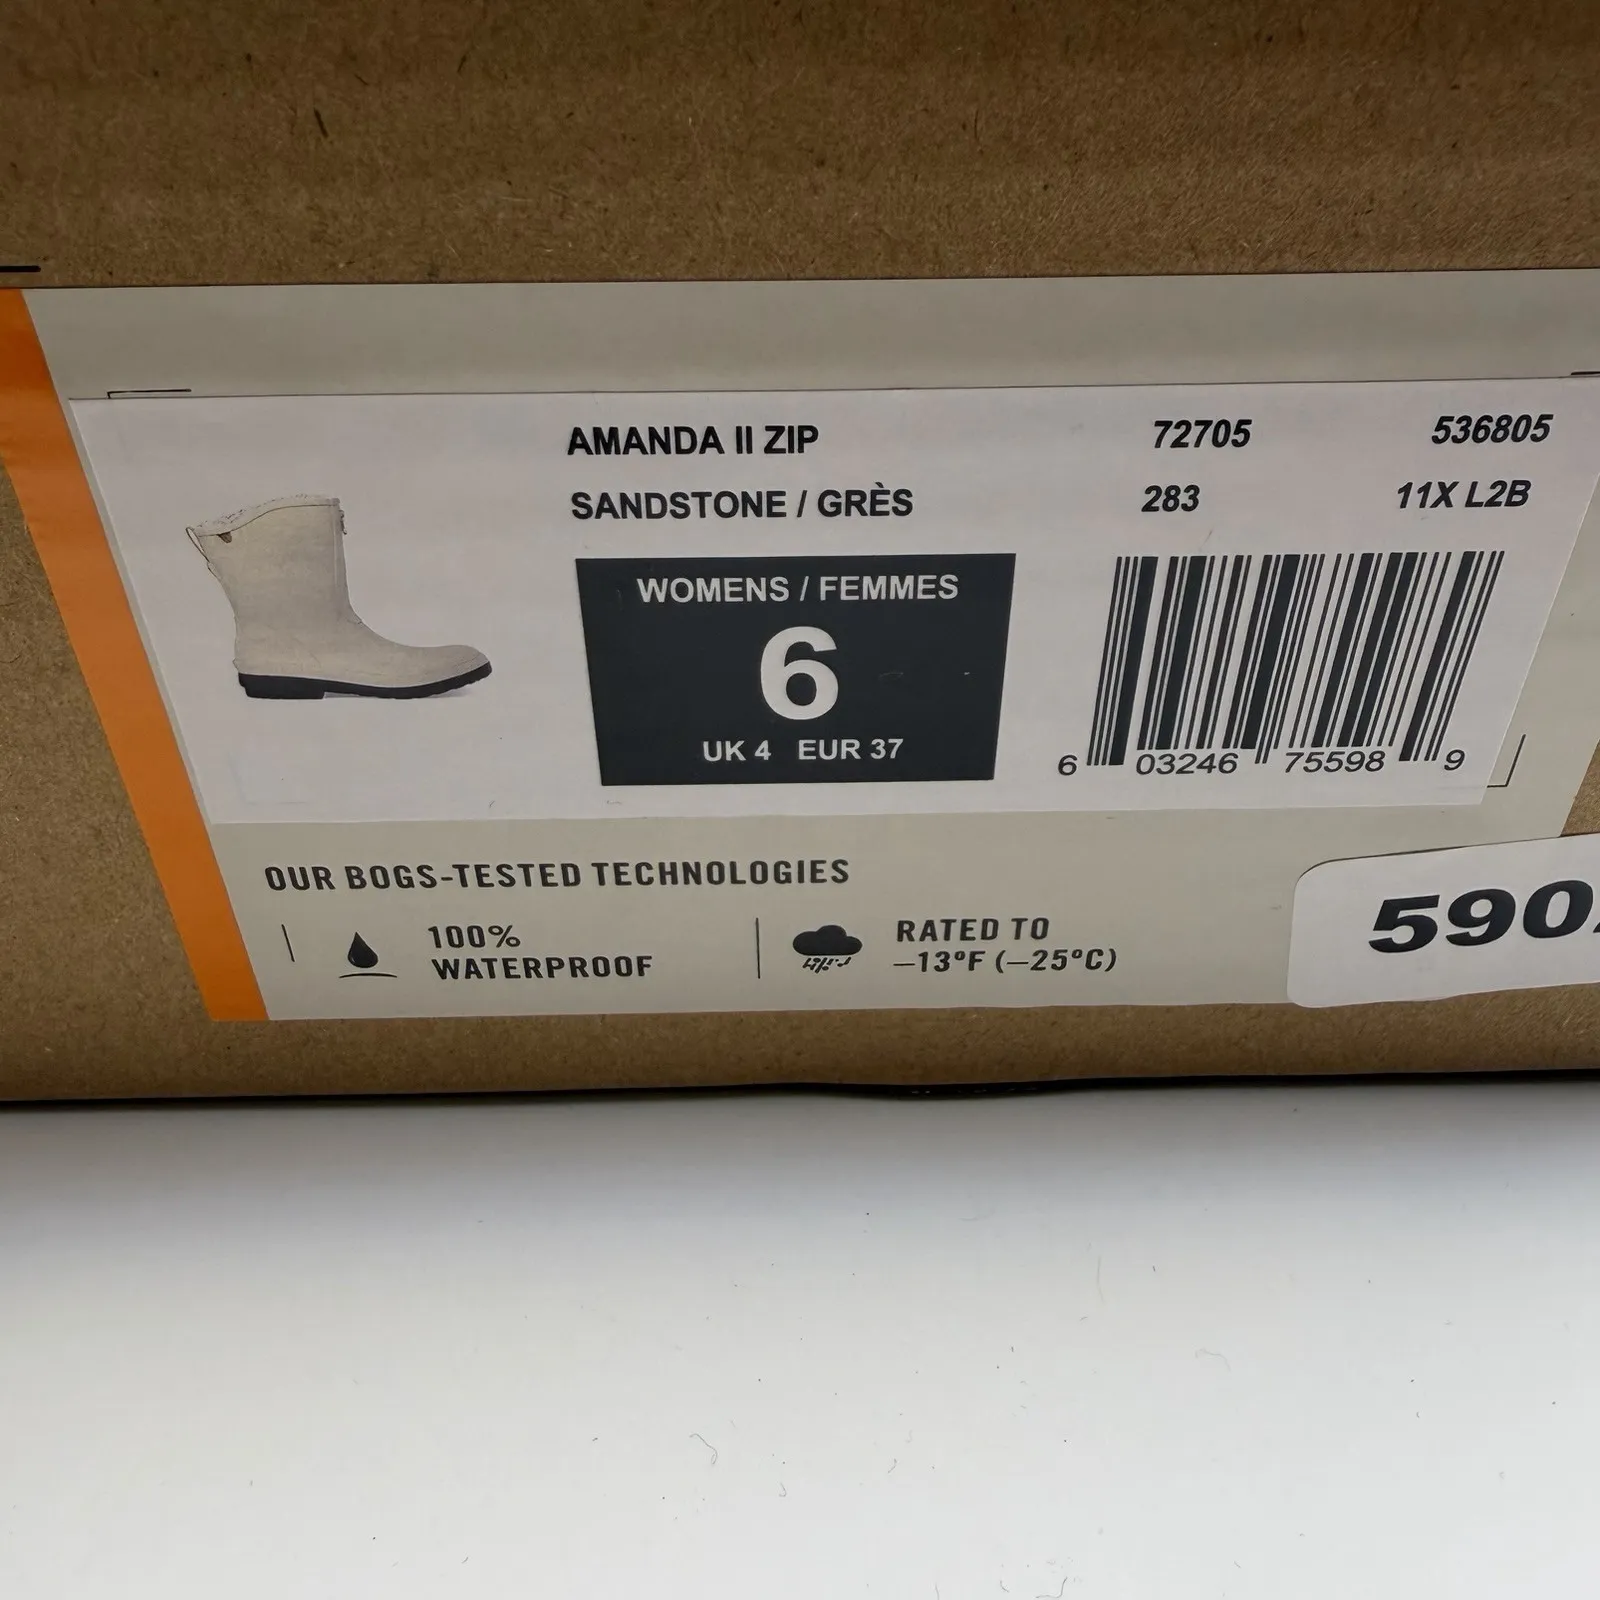 AMANDA II ZIP 72705 536805
SANDSTONE / GRÈS 283 11X L2B
WOMENS / FEMMES
6
UK 4 EUR 37
6 03246 75598 9
OUR BOGS-TESTED TECHNOLOGIES
100%
WATERPROOF
RATED TO
–13°F (–25°C)
590